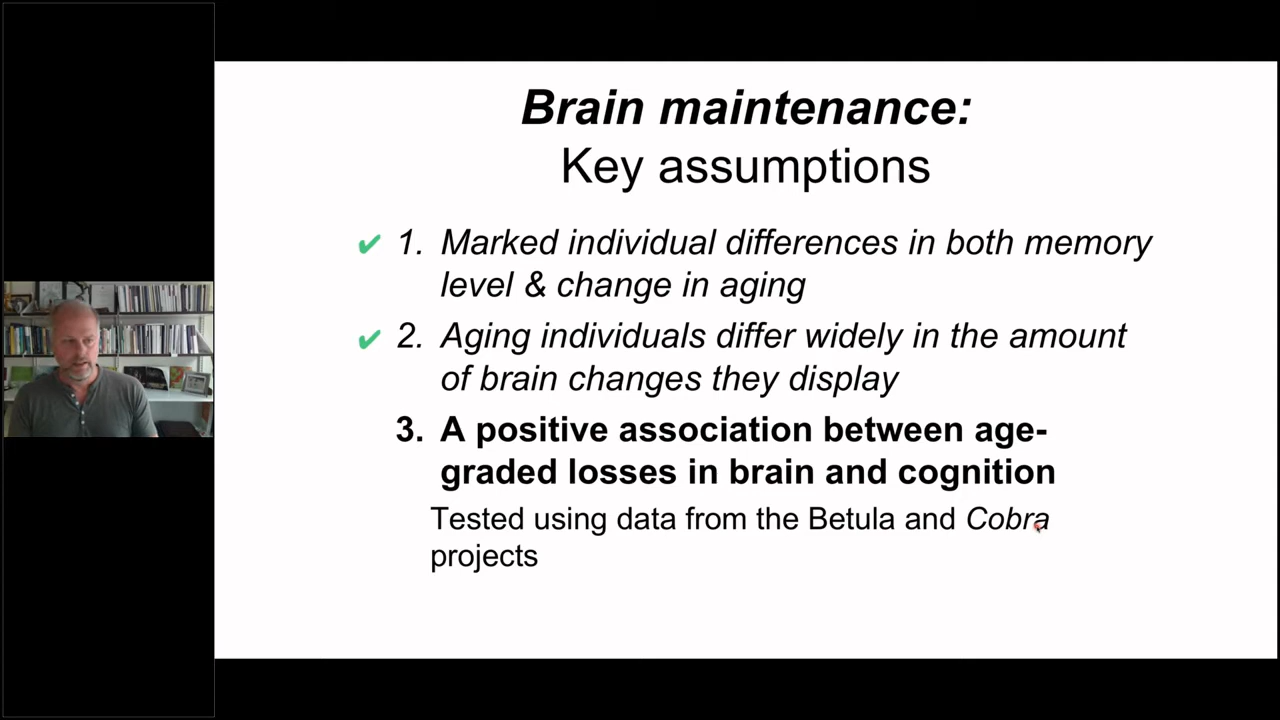 Brain maintenance:
Key assumptions
✔ 1. Marked individual differences in both memory
level & change in aging
✔ 2. Aging individuals differ widely in the amount
of brain changes they display
3. A positive association between age-
graded losses in brain and cognition
Tested using data from the Betula and Cobra
projects